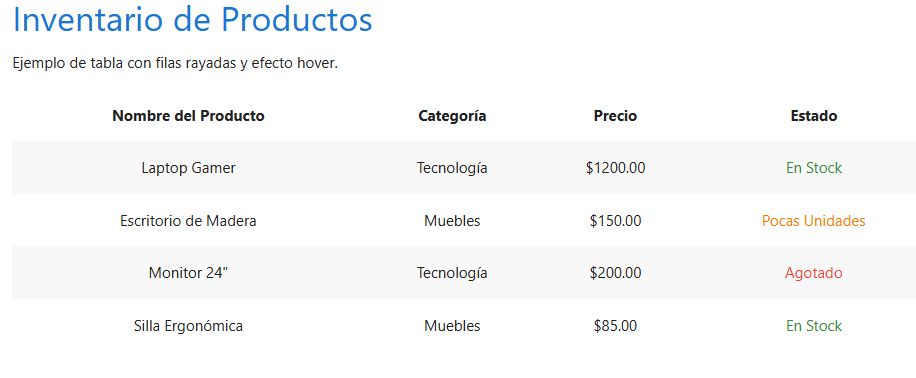 Inventario de Productos
Ejemplo de tabla con filas rayadas y efecto hover.
Nombre del Producto Categoría Precio Estado
Laptop Gamer Tecnología $1200.00 En Stock
Escritorio de Madera Muebles $150.00 Pocas Unidades
Monitor 24" Tecnología $200.00 Agotado
Silla Ergonómica Muebles $85.00 En Stock